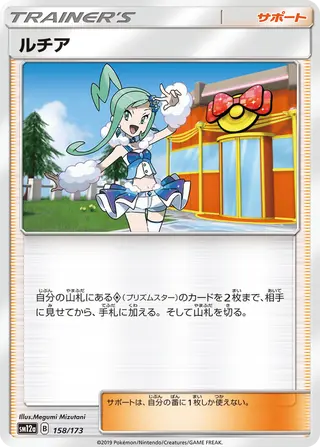 TRAINER'S
サポート
ルチア
自分の山札にある◇(プリズムスター)のカードを2枚まで、相手
に見せてから、手札に加える。そして山札を切る。
サポートは、自分の番に1枚しか使えない。
Illus.Megumi Mizutani
sm12a B 158/173
©2019 Pokémon/Nintendo/Creatures/GAME FREAK.